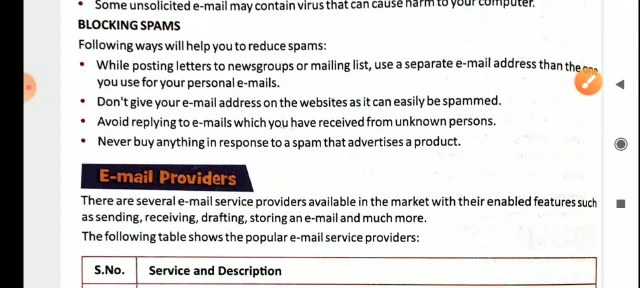 • Some unsolicited e-mail may contain virus that can cause harm to your computer.
BLOCKING SPAMS
Following ways will help you to reduce spams:
• While posting letters to newsgroups or mailing list, use a separate e-mail address than the one
you use for your personal e-mails.
• Don't give your e-mail address on the websites as it can easily be spammed.
• Avoid replying to e-mails which you have received from unknown persons.
• Never buy anything in response to a spam that advertises a product.
E-mail Providers
There are several e-mail service providers available in the market with their enabled features such
as sending, receiving, drafting, storing an e-mail and much more.
The following table shows the popular e-mail service providers:
S.No. Service and Description